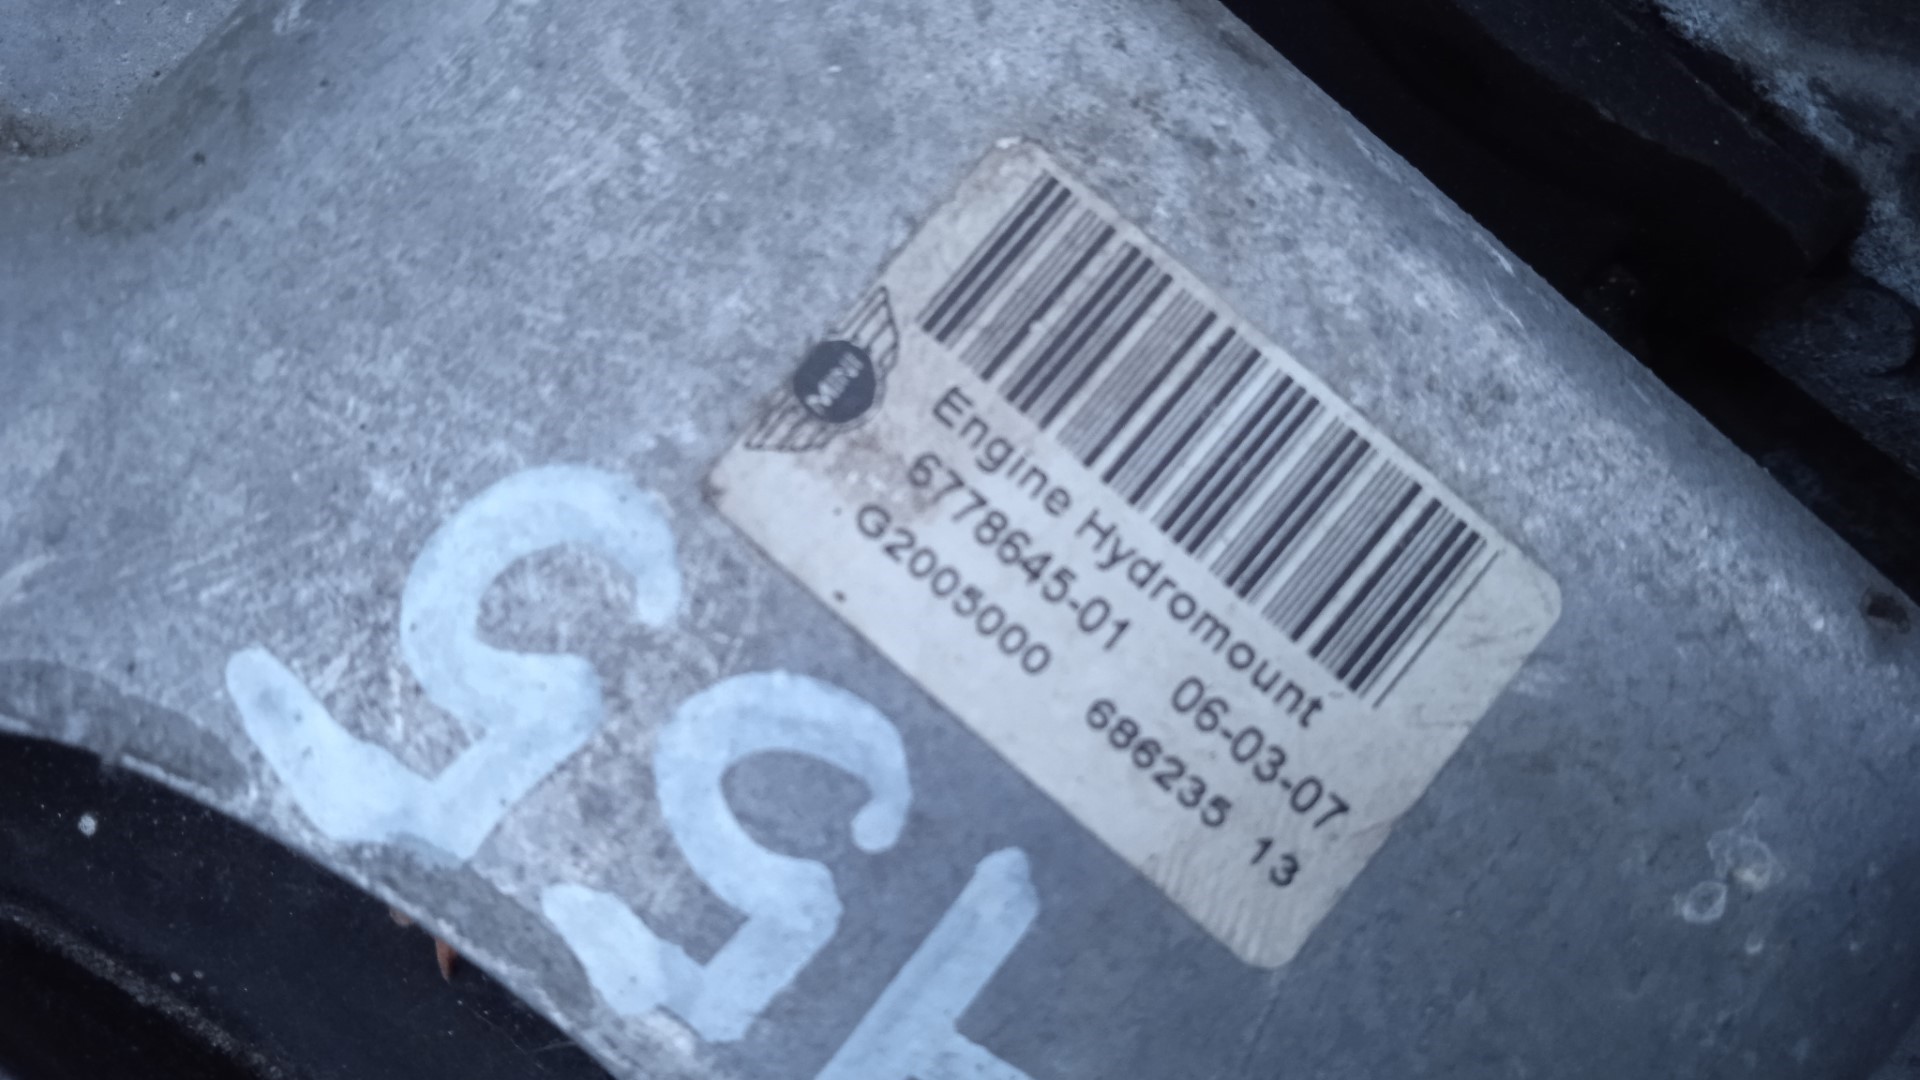 MINI
Engine Hydromount
6778645-01 06-03-07
G2005000 686235 13
55